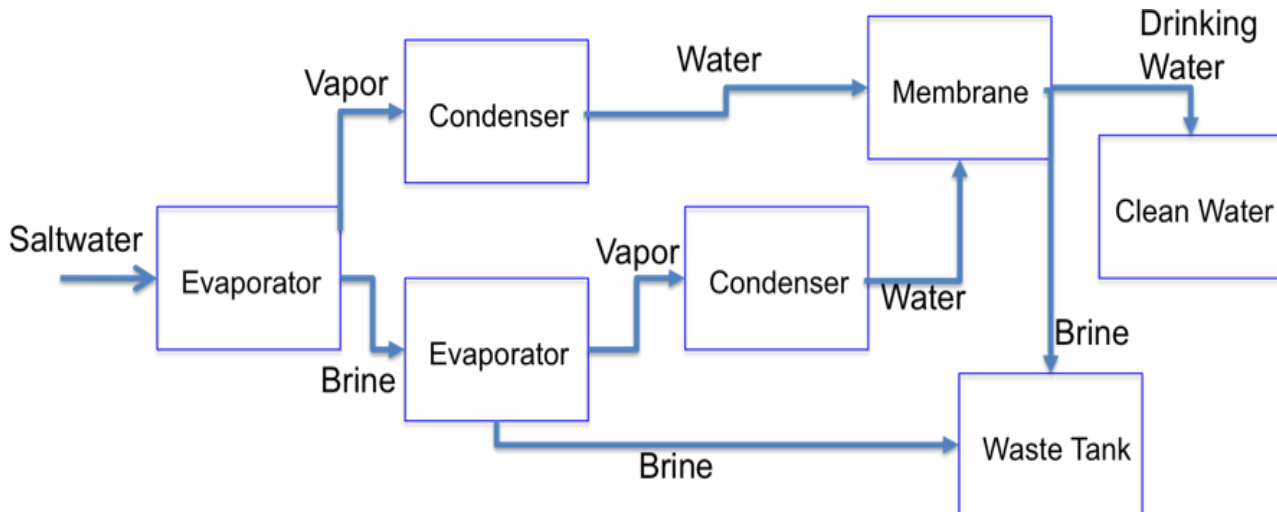 Drinking
Water
Water
Vapor
Membrane
Condenser
Clean Water
Saltwater
Vapor
Evaporator
Condenser
Water
Evaporator
Brine
Brine
Waste Tank
Brine